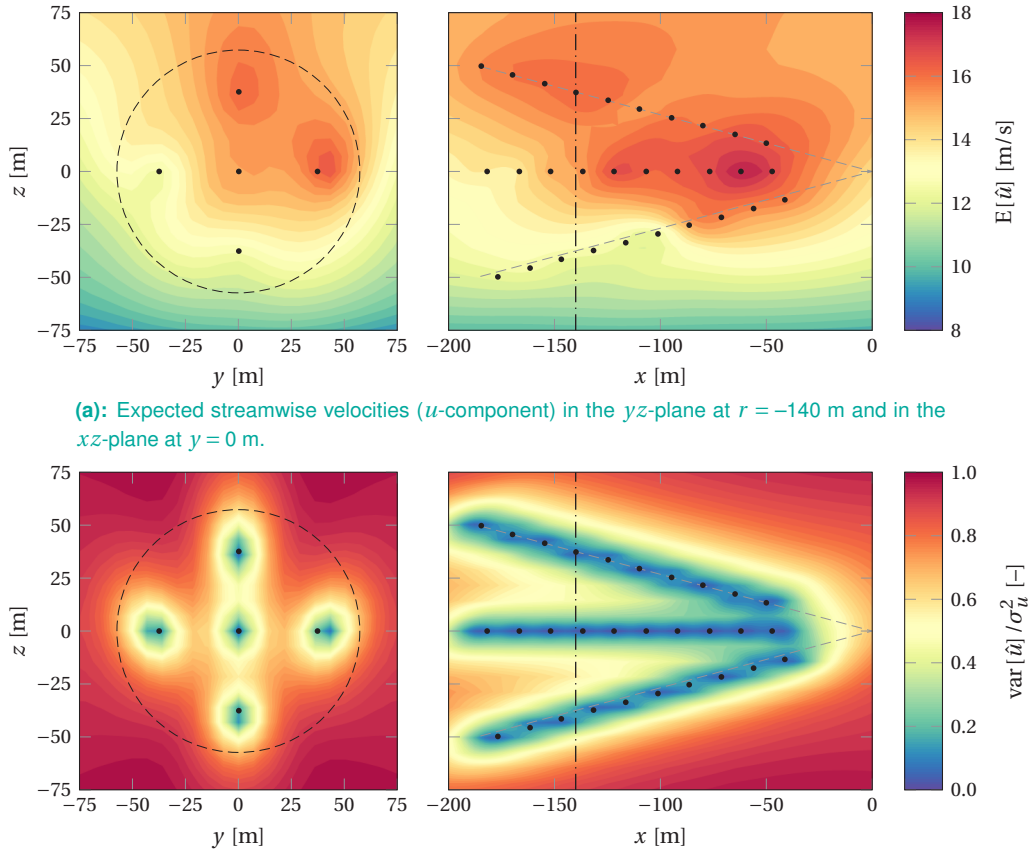 75
50
25
0
−25
−50
−75
z [m]
−75 −50 −25 0 25 50 75
y [m]
−200 −150 −100 −50 0
x [m]
18
16
14
12
10
8
E [û] [m/s]
(a): Expected streamwise velocities (u-component) in the yz-plane at r = –140 m and in the
xz-plane at y = 0 m.
75
50
25
0
−25
−50
−75
z [m]
−75 −50 −25 0 25 50 75
y [m]
−200 −150 −100 −50 0
x [m]
1.0
0.8
0.6
0.4
0.2
0.0
var [û] /σ²ᵤ [–]